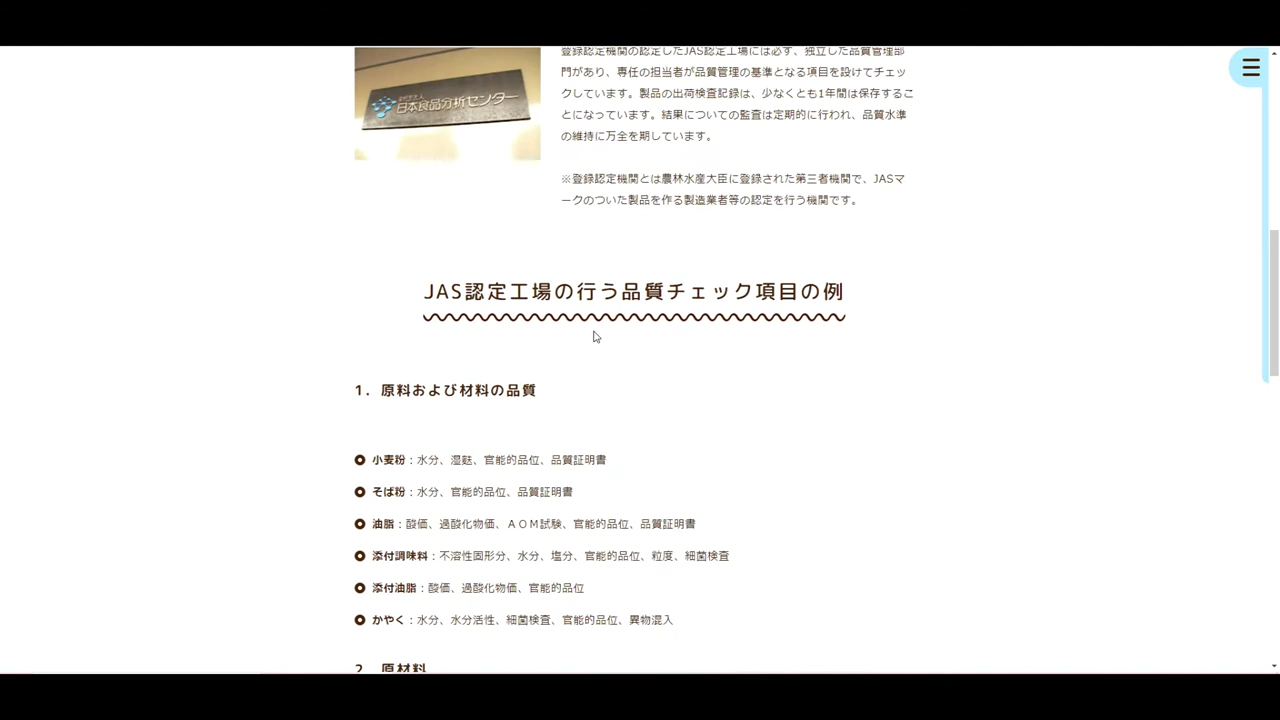 財団法人
日本食品分析センター
登録認定機関の認定したJAS認定工場には必ず、独立した品質管理部
門があり、専任の担当者が品質管理の基準となる項目を設けてチェッ
クしています。製品の出荷検査記録は、少なくとも1年間は保存するこ
とになっています。結果についての監査は定期的に行われ、品質水準
の維持に万全を期しています。
※登録認定機関とは農林水産大臣に登録された第三者機関で、JASマ
ークのついた製品を作る製造業者等の認定を行う機関です。
JAS認定工場の行う品質チェック項目の例
1．原料および材料の品質
小麦粉：水分、湿麩、官能的品位、品質証明書
そば粉：水分、官能的品位、品質証明書
油脂：酸価、過酸化物価、ＡＯＭ試験、官能的品位、品質証明書
添付調味料：不溶性固形分、水分、塩分、官能的品位、粒度、細菌検査
添付油脂：酸価、過酸化物価、官能的品位
かやく：水分、水分活性、細菌検査、官能的品位、異物混入
2．原材料